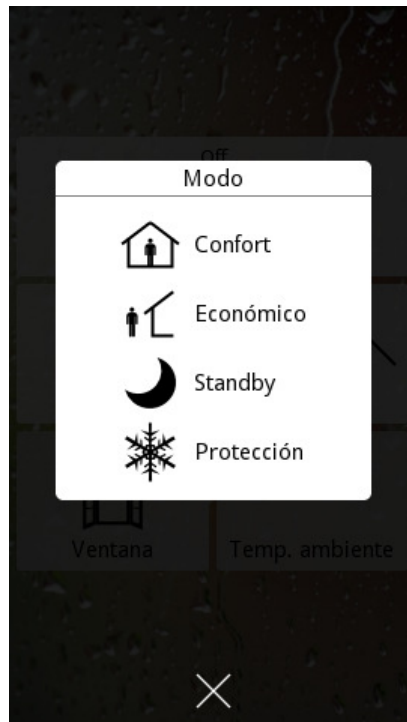 Off
Modo
Confort
Económico
Standby
Protección
Ventana
Temp. ambiente